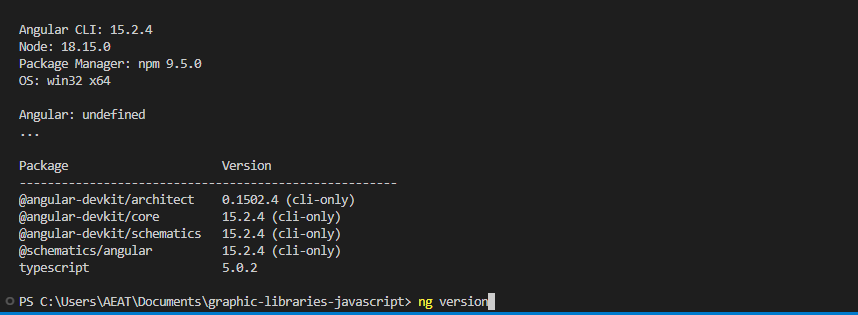 Angular CLI: 15.2.4
Node: 18.15.0
Package Manager: npm 9.5.0
OS: win32 x64
Angular: undefined
...
Package Version
------------------------------------------------------
@angular-devkit/architect 0.1502.4 (cli-only)
@angular-devkit/core 15.2.4 (cli-only)
@angular-devkit/schematics 15.2.4 (cli-only)
@schematics/angular 15.2.4 (cli-only)
typescript 5.0.2
PS C:\Users\AEAT\Documents\graphic-libraries-javascript> ng version